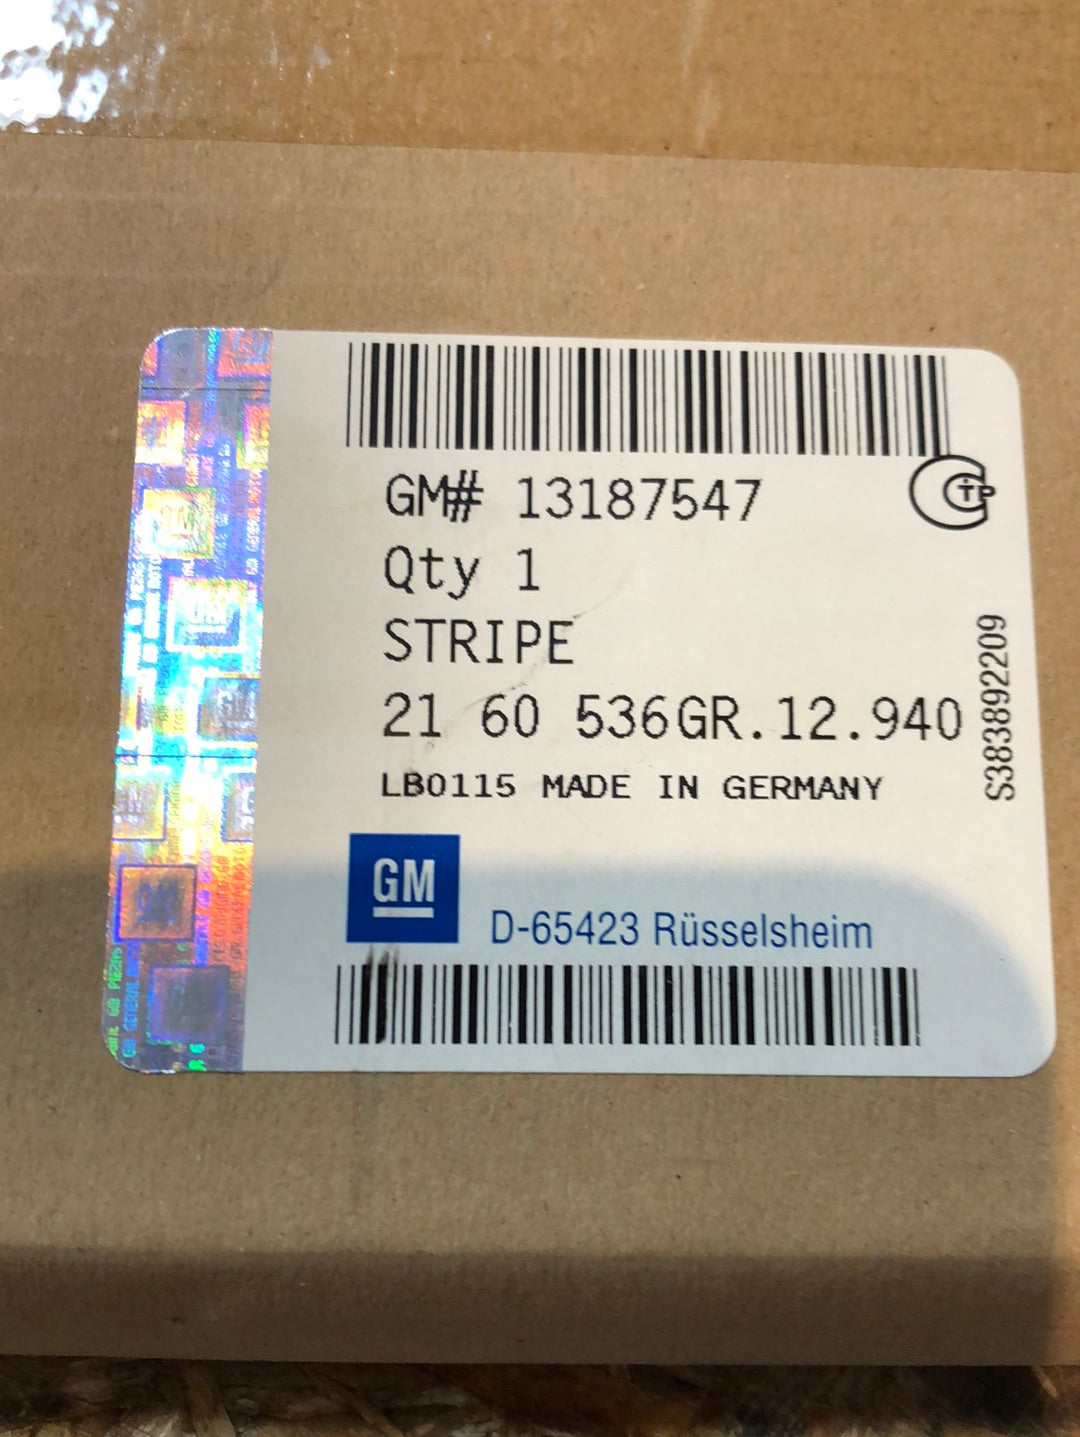 GM# 13187547
Qty 1
STRIPE
21 60 536GR.12.940
LB0115 MADE IN GERMANY
S383892209
GM
D-65423 Rüsselsheim